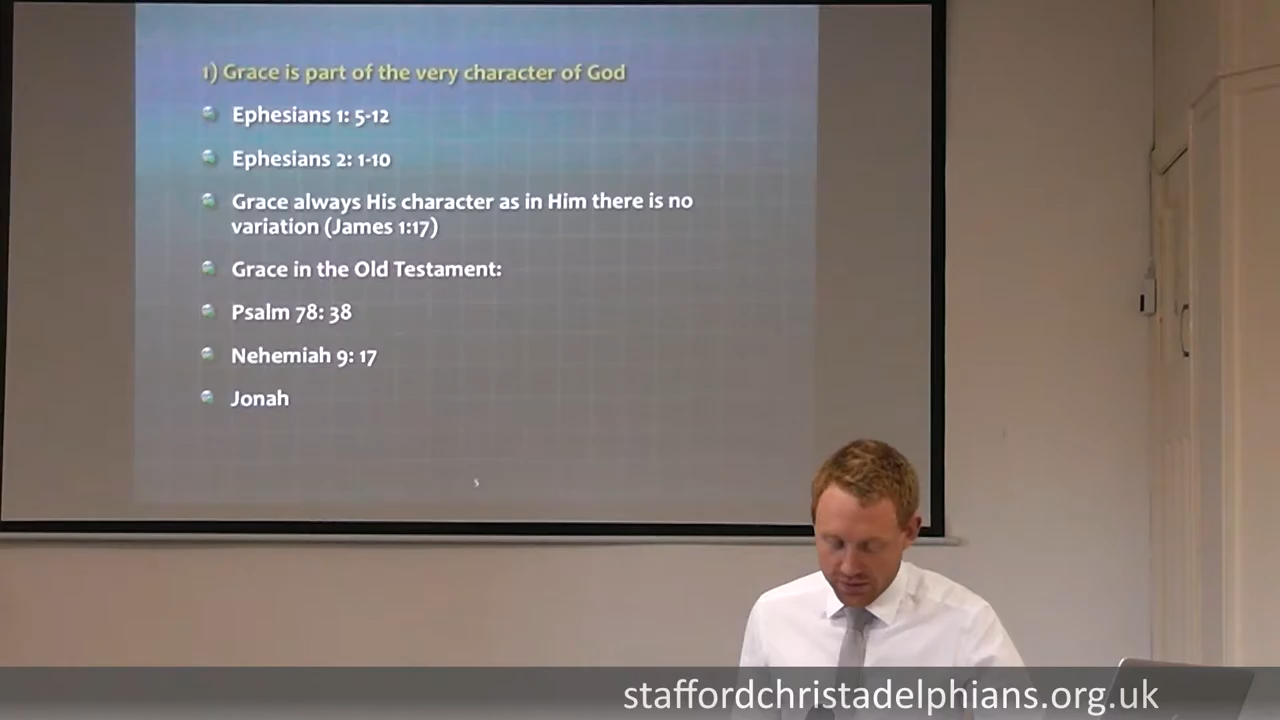 1) Grace is part of the very character of God
Ephesians 1: 5-12
Ephesians 2: 1-10
Grace always His character as in Him there is no
variation (James 1:17)
Grace in the Old Testament:
Psalm 78: 38
Nehemiah 9: 17
Jonah
5
staffordchristadelphians.org.uk